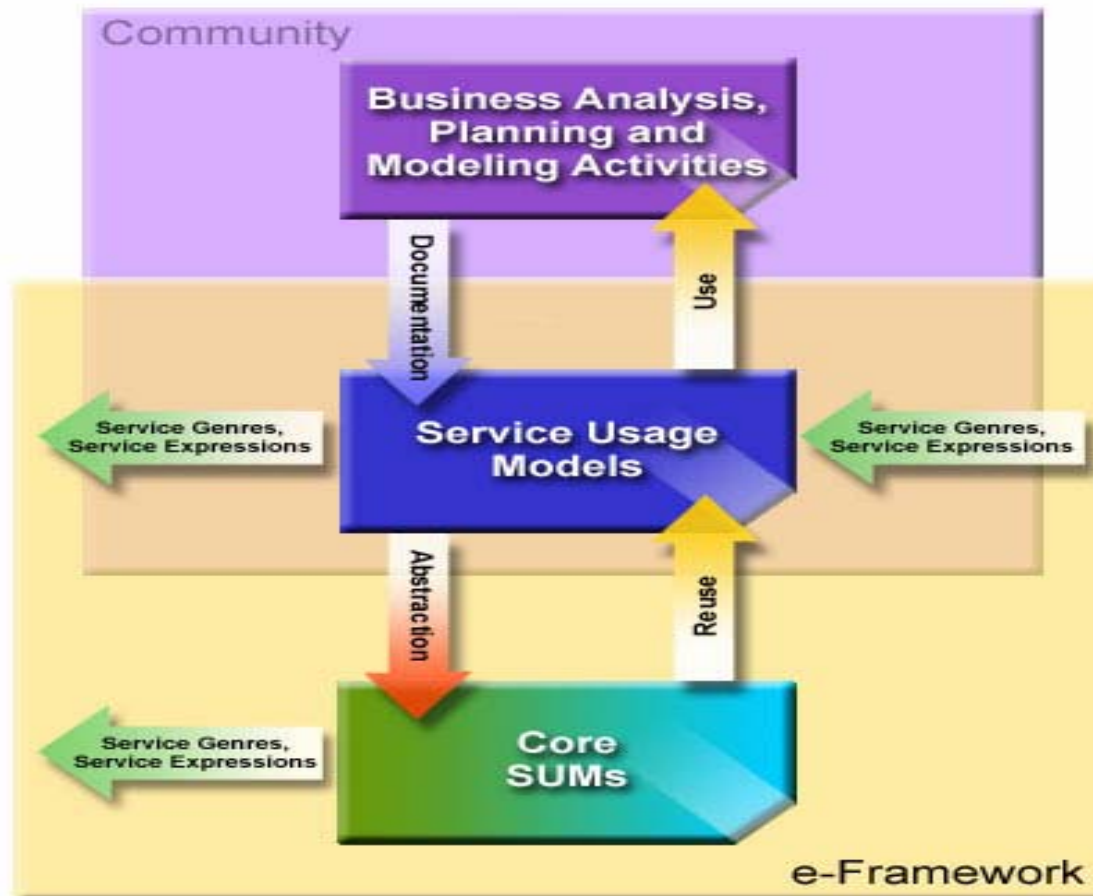 Community
Business Analysis,
Planning and
Modeling Activities
Documentation
Use
Service Genres,
Service Expressions
Service Usage
Models
Service Genres,
Service Expressions
Abstraction
Reuse
Service Genres,
Service Expressions
Core
SUMs
e-Framework